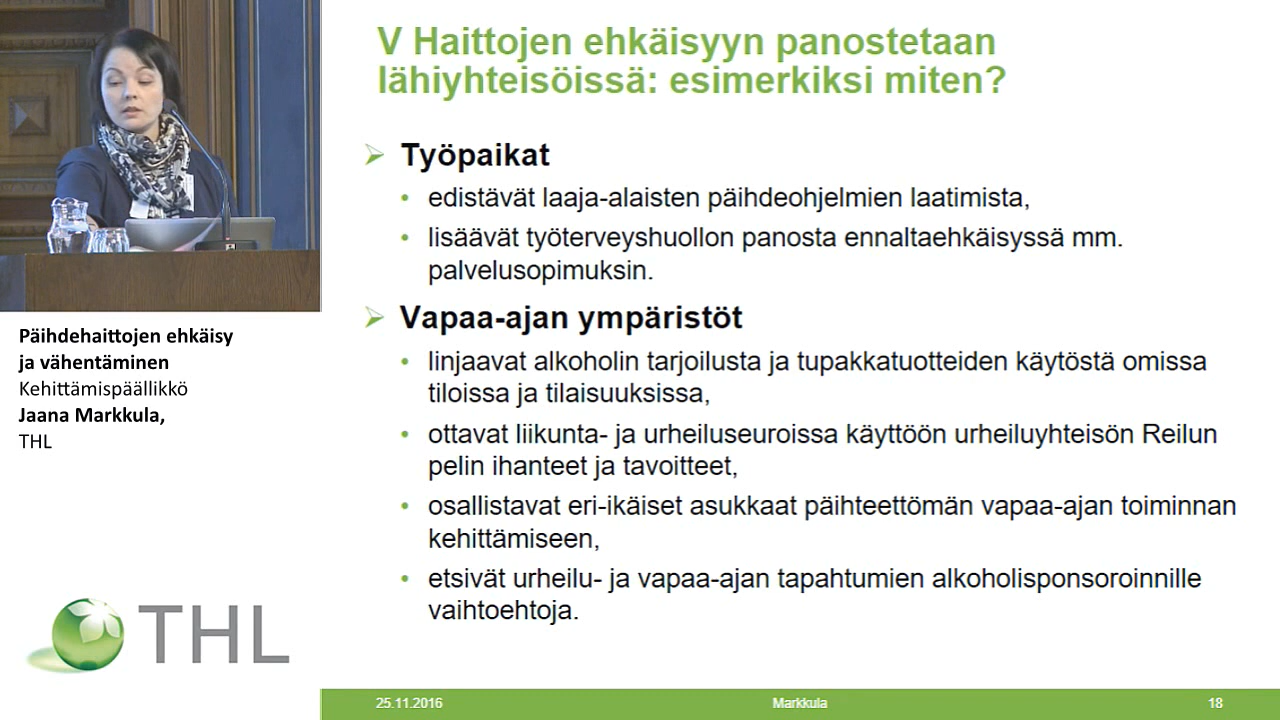 V Haittojen ehkäisyyn panostetaan
lähiyhteisöissä: esimerkiksi miten?
Työpaikat
edistävät laaja-alaisten päihdeohjelmien laatimista,
lisäävät työterveyshuollon panosta ennaltaehkäisyssä mm.
palvelusopimuksin.
Vapaa-ajan ympäristöt
linjaavat alkoholin tarjoilusta ja tupakkatuotteiden käytöstä omissa
tiloissa ja tilaisuuksissa,
ottavat liikunta- ja urheiluseuroissa käyttöön urheiluyhteisön Reilun
pelin ihanteet ja tavoitteet,
osallistavat eri-ikäiset asukkaat päihteettömän vapaa-ajan toiminnan
kehittämiseen,
etsivät urheilu- ja vapaa-ajan tapahtumien alkoholisponsoroinnille
vaihtoehtoja.
Päihdehaittojen ehkäisy
ja vähentäminen
Kehittämispäällikkö
Jaana Markkula,
THL
THL
25.11.2016 Markkula 18